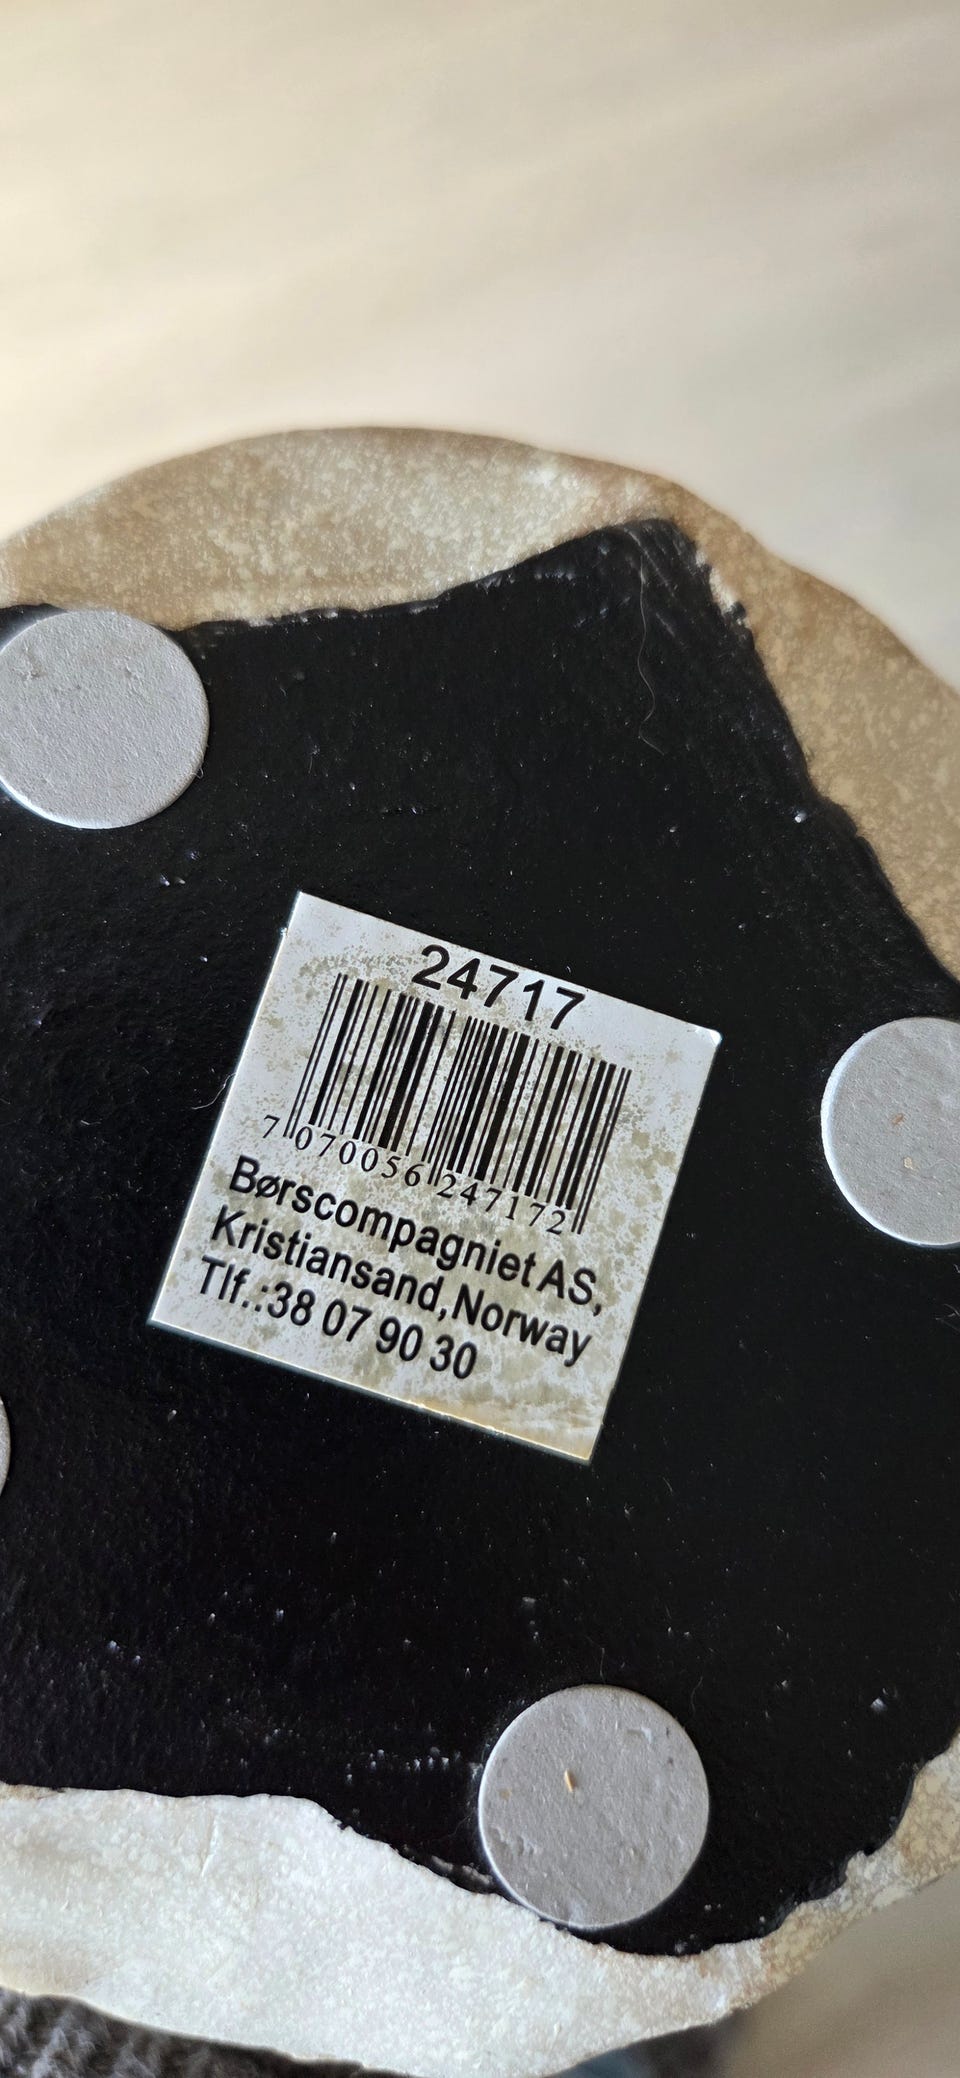 24717
7 070056 247172
Børscompagniet AS,
Kristiansand, Norway
Tlf.:38 07 90 30